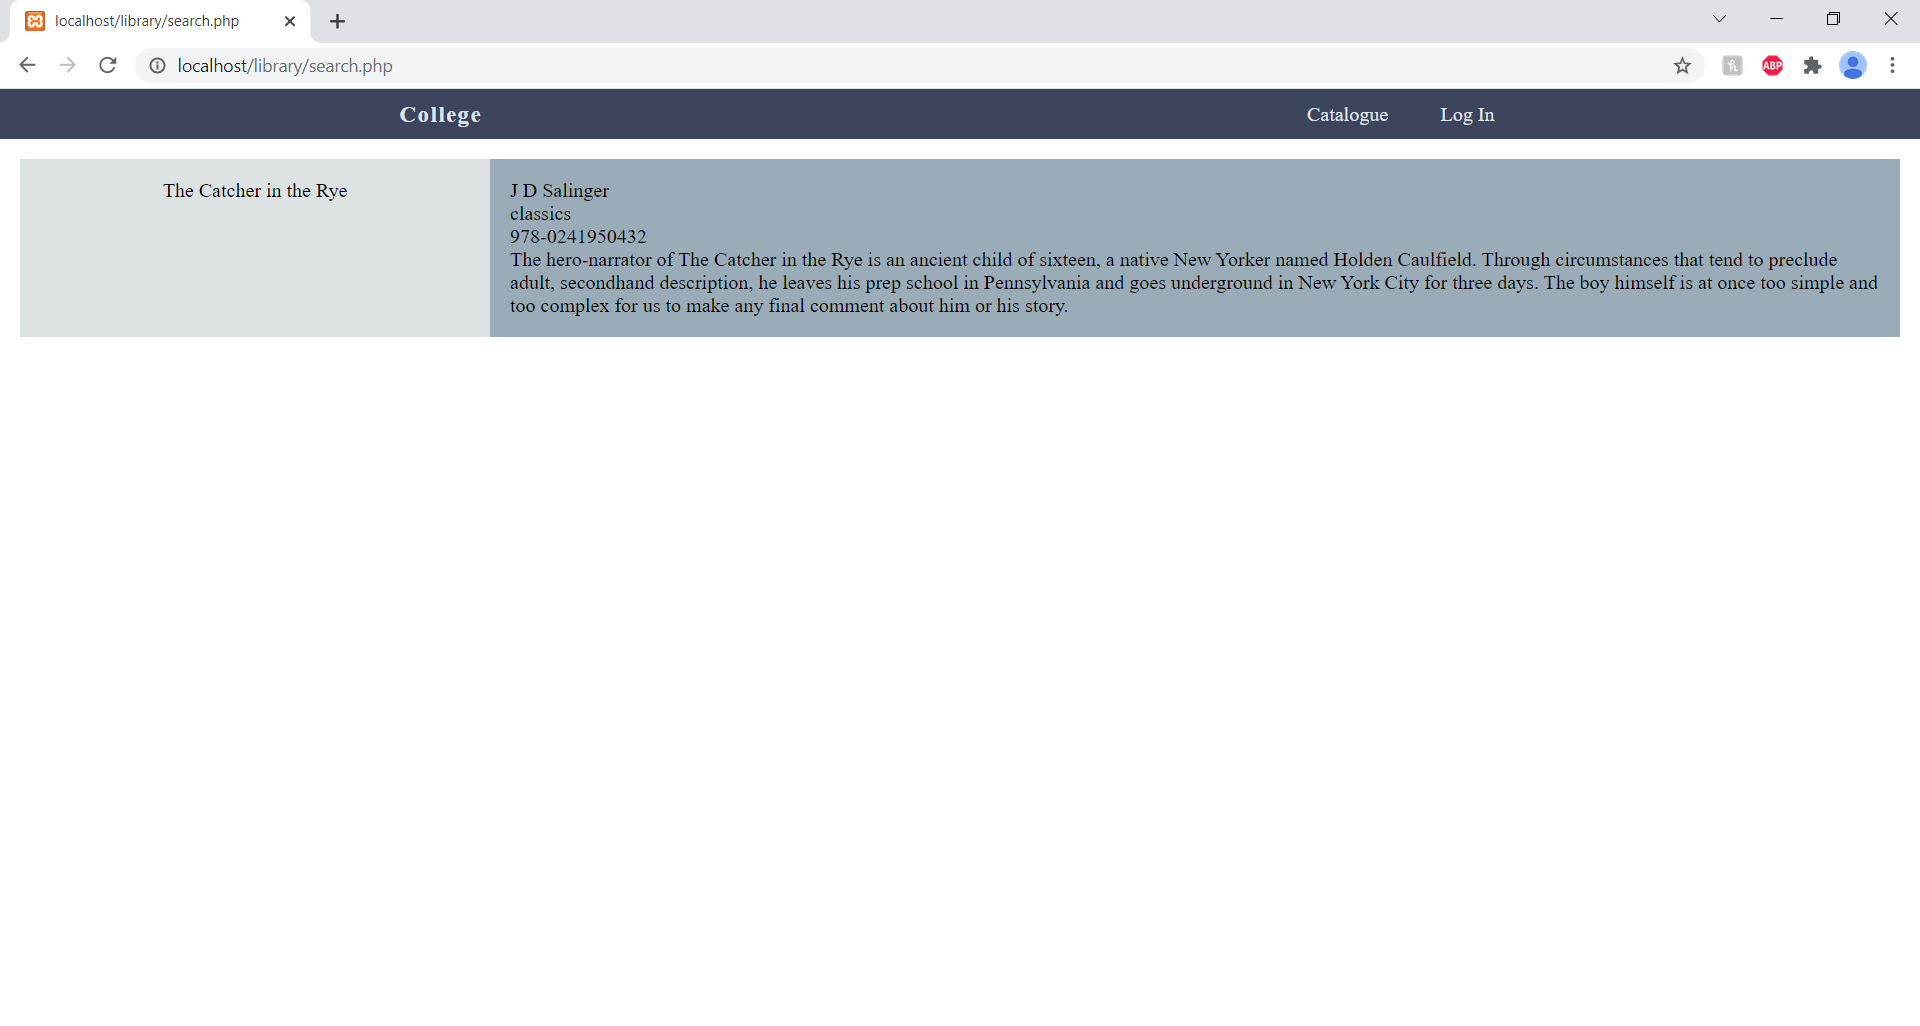 localhost/library/search.php
localhost/library/search.php
ABP
College
Catalogue
Log In
The Catcher in the Rye
J D Salinger
classics
978-0241950432
The hero-narrator of The Catcher in the Rye is an ancient child of sixteen, a native New Yorker named Holden Caulfield. Through circumstances that tend to preclude
adult, secondhand description, he leaves his prep school in Pennsylvania and goes underground in New York City for three days. The boy himself is at once too simple and
too complex for us to make any final comment about him or his story.